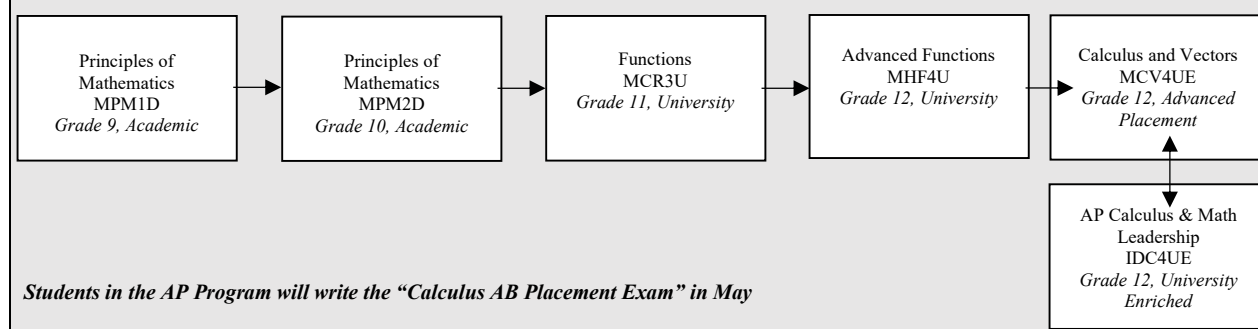 Principles of
Mathematics
MPM1D
Grade 9, Academic
Principles of
Mathematics
MPM2D
Grade 10, Academic
Functions
MCR3U
Grade 11, University
Advanced Functions
MHF4U
Grade 12, University
Calculus and Vectors
MCV4UE
Grade 12, Advanced
Placement
AP Calculus & Math
Leadership
IDC4UE
Grade 12, University
Enriched
Students in the AP Program will write the “Calculus AB Placement Exam” in May